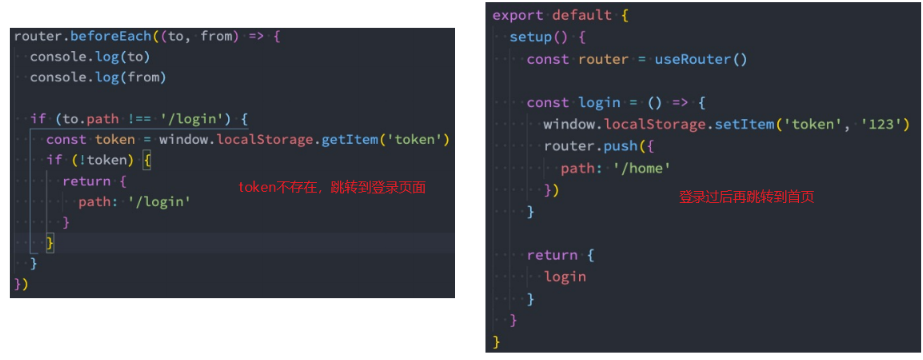 router.beforeEach((to, from) => {
  console.log(to)
  console.log(from)

  if (to.path !== '/login') {
    const token = window.localStorage.getItem('token')
    if (!token) {
      return {
        path: '/login'
      }
    }
  }
})
token不存在，跳转到登录页面
export default {
  setup() {
    const router = useRouter()

    const login = () => {
      window.localStorage.setItem('token', '123')
      router.push({
        path: '/home'
      })
    }

    return {
      login
    }
  }
}
登录过后再跳转到首页